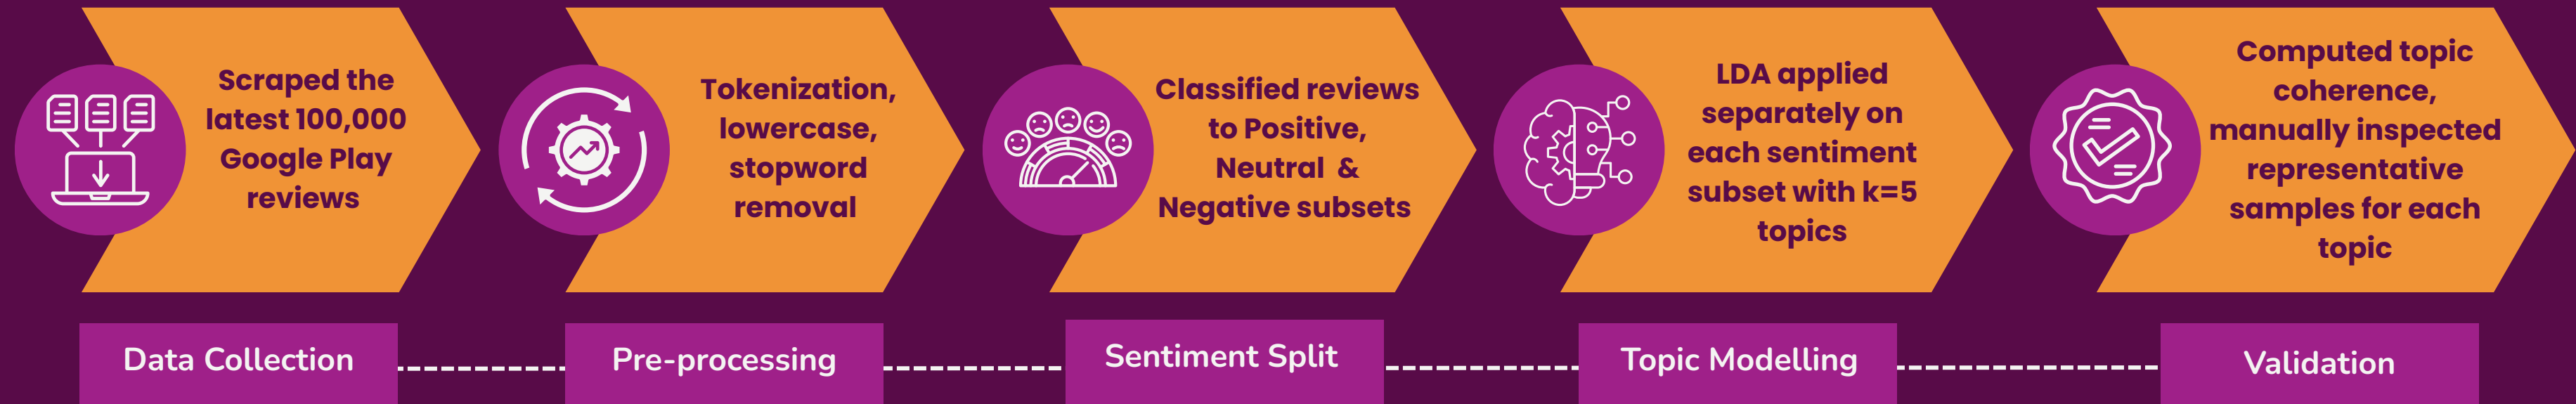 Scraped the
latest 100,000
Google Play
reviews
Tokenization,
lowercase,
stopword
removal
Classified reviews
to Positive,
Neutral &
Negative subsets
LDA applied
separately on
each sentiment
subset with k=5
topics
Computed topic
coherence,
manually inspected
representative
samples for each
topic
Data Collection
Pre-processing
Sentiment Split
Topic Modelling
Validation